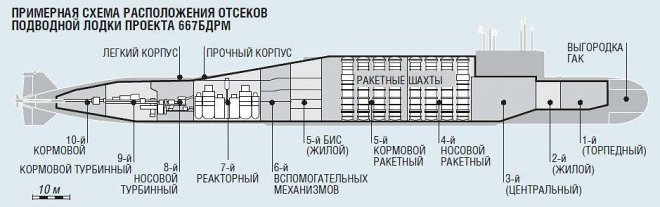 ПРИМЕРНАЯ СХЕМА РАСПОЛОЖЕНИЯ ОТСЕКОВ
ПОДВОДНОЙ ЛОДКИ ПРОЕКТА 667БДРМ
ЛЕГКИЙ КОРПУС
ПРОЧНЫЙ КОРПУС
ВЫГОРОДКА
ГАК
РАКЕТНЫЕ ШАХТЫ
10-й
КОРМОВОЙ
9-й
КОРМОВОЙ ТУРБИННЫЙ
8-й
НОСОВОЙ
ТУРБИННЫЙ
7-й
РЕАКТОРНЫЙ
6-й
ВСПОМОГАТЕЛЬНЫХ
МЕХАНИЗМОВ
5-й БИС
(ЖИЛОЙ)
5-й
КОРМОВОЙ
РАКЕТНЫЙ
4-й
НОСОВОЙ
РАКЕТНЫЙ
3-й
(ЦЕНТРАЛЬНЫЙ)
2-й
(ЖИЛОЙ)
1-й
(ТОРПЕДНЫЙ)
10 м